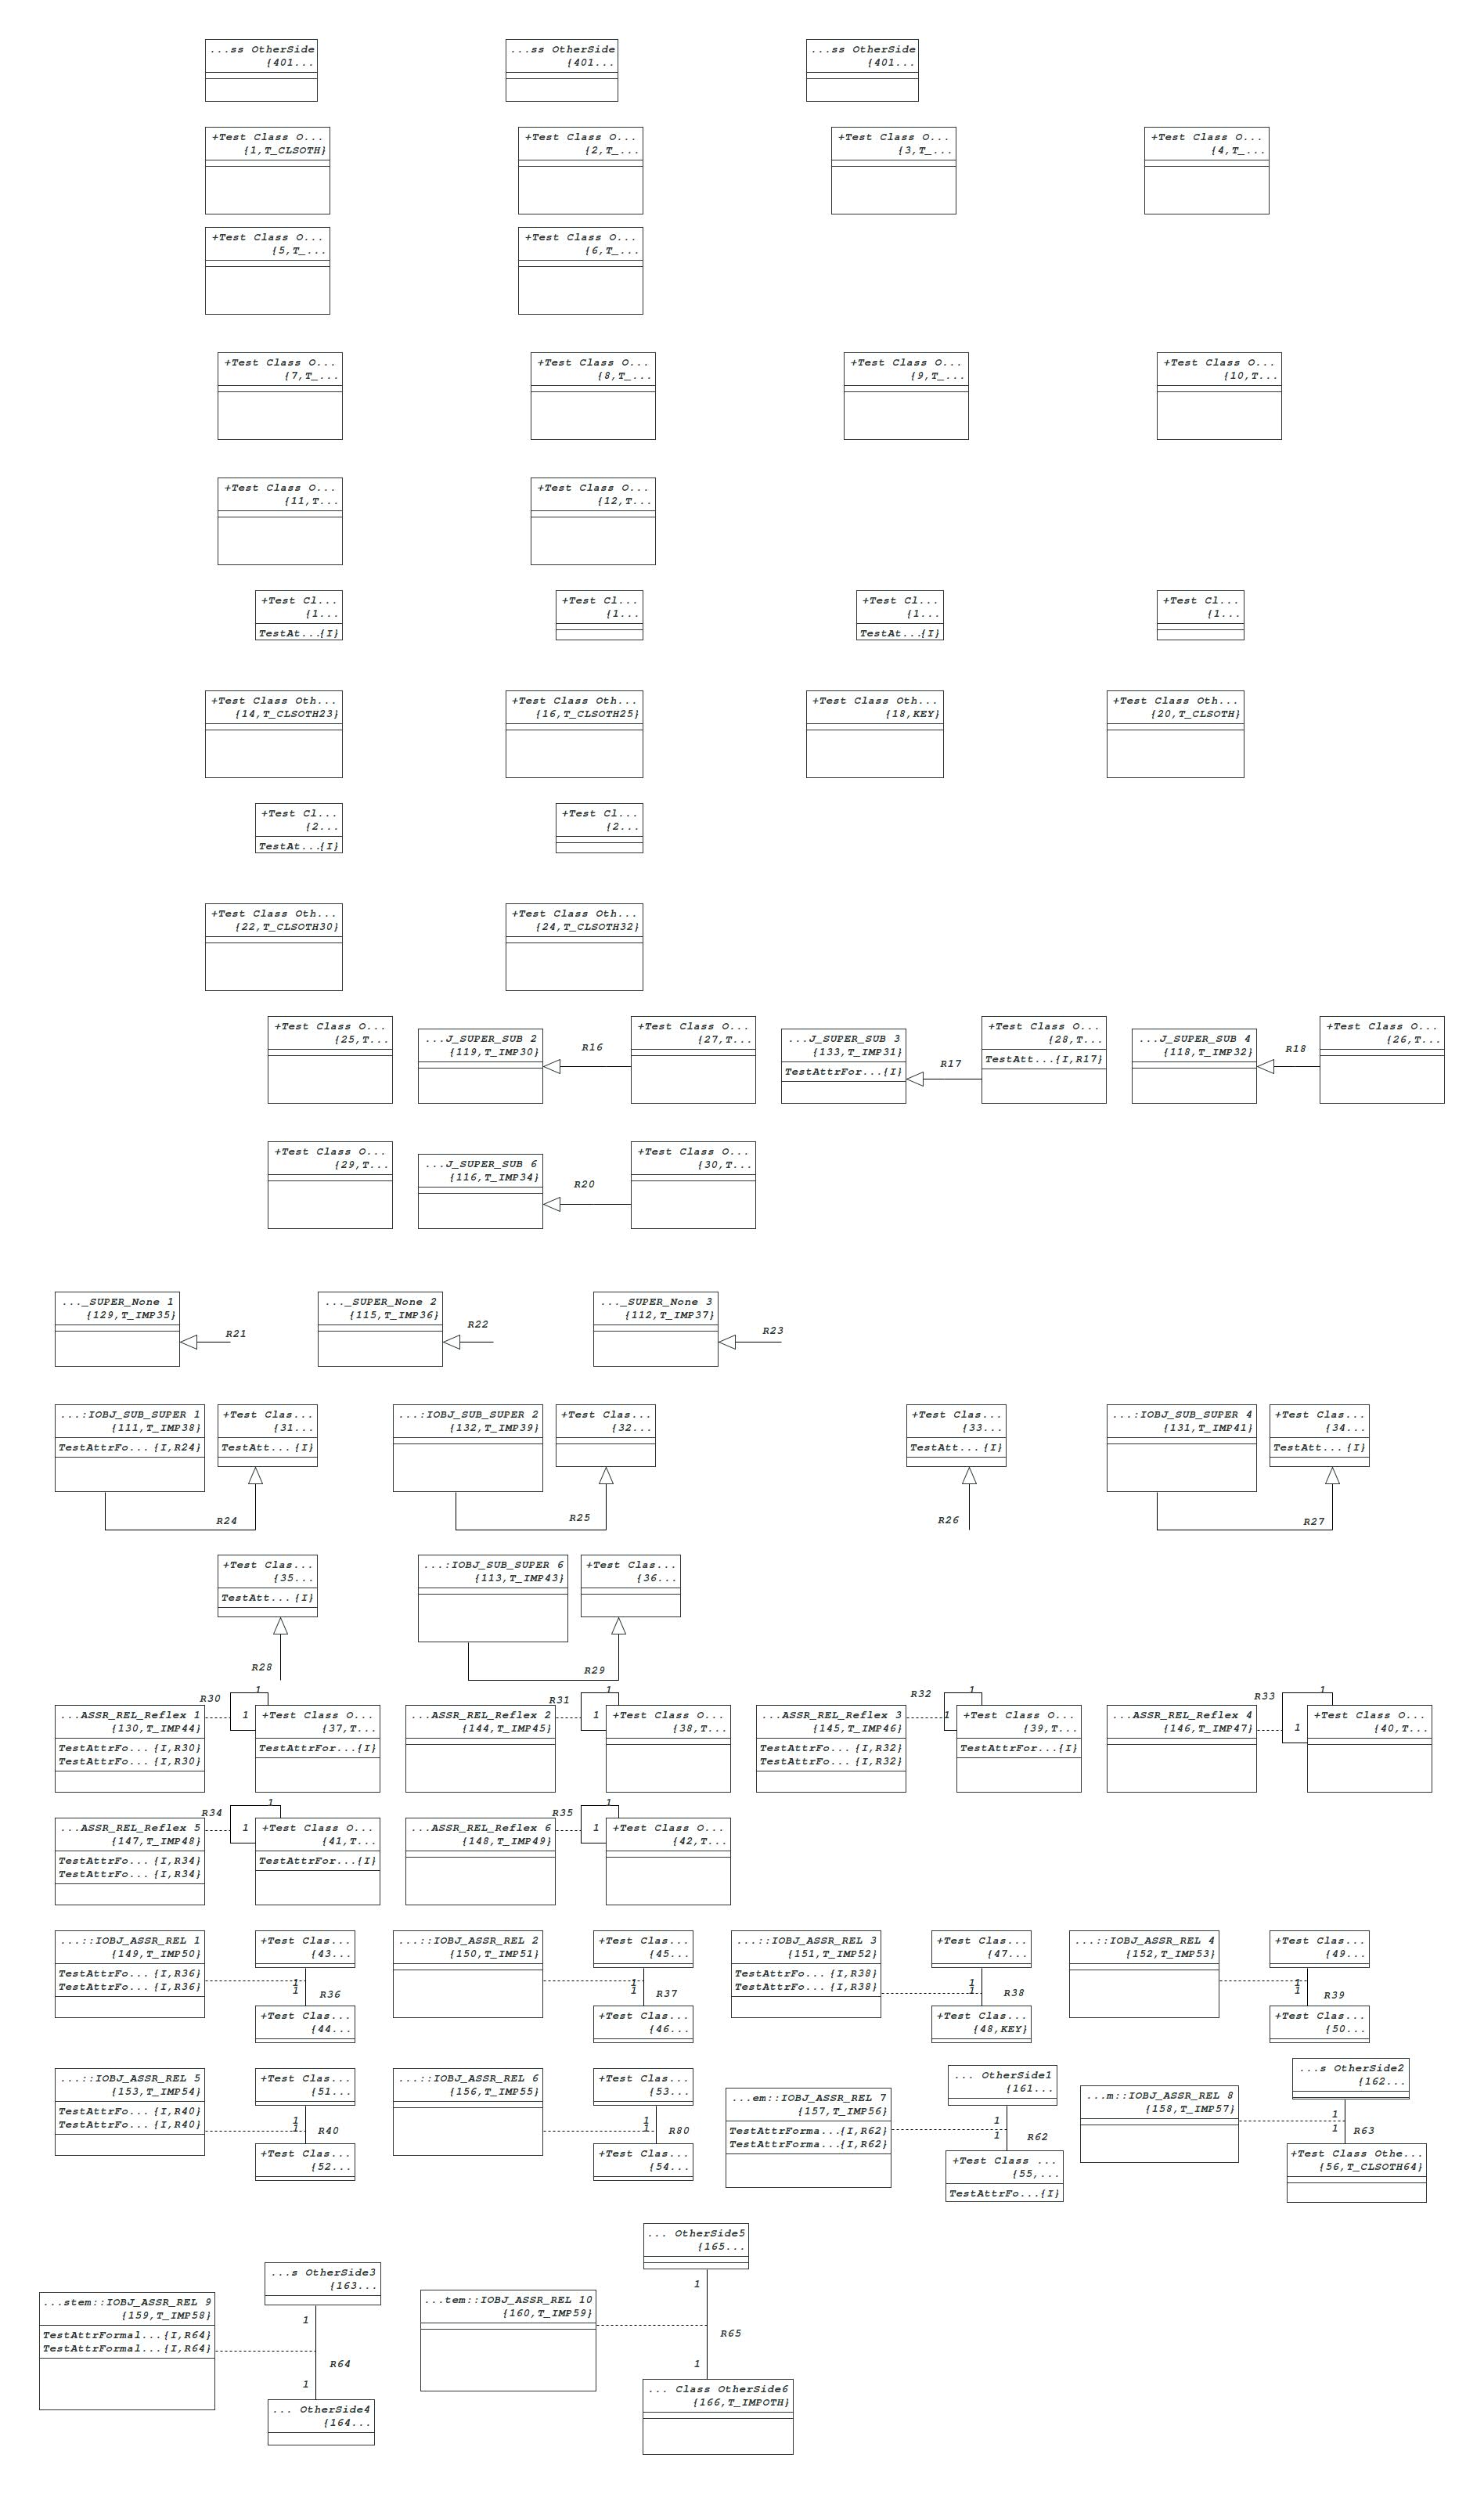 ...ss OtherSide
{401...
...ss OtherSide
{401...
...ss OtherSide
{401...
+Test Class O...
{1,T_CLSOTH}
+Test Class O...
{2,T_...
+Test Class O...
{3,T_...
+Test Class O...
{4,T_...
+Test Class O...
{5,T_...
+Test Class O...
{6,T_...
+Test Class O...
{7,T_...
+Test Class O...
{8,T_...
+Test Class O...
{9,T_...
+Test Class O...
{10,T...
+Test Class O...
{11,T...
+Test Class O...
{12,T...
+Test Cl...
{1...
TestAt...{I}
+Test Cl...
{1...
+Test Cl...
{1...
TestAt...{I}
+Test Cl...
{1...
+Test Class Oth...
{14,T_CLSOTH23}
+Test Class Oth...
{16,T_CLSOTH25}
+Test Class Oth...
{18,KEY}
+Test Class Oth...
{20,T_CLSOTH}
+Test Cl...
{2...
TestAt...{I}
+Test Cl...
{2...
+Test Class Oth...
{22,T_CLSOTH30}
+Test Class Oth...
{24,T_CLSOTH32}
+Test Class O...
{25,T...
...J_SUPER_SUB 2
{119,T_IMP30}
R16
+Test Class O...
{27,T...
...J_SUPER_SUB 3
{133,T_IMP31}
TestAttrFor...{I}
R17
+Test Class O...
{28,T...
TestAtt...{I,R17}
...J_SUPER_SUB 4
{118,T_IMP32}
R18
+Test Class O...
{26,T...
+Test Class O...
{29,T...
...J_SUPER_SUB 6
{116,T_IMP34}
R20
+Test Class O...
{30,T...
..._SUPER_None 1
{129,T_IMP35}
R21
..._SUPER_None 2
{115,T_IMP36}
R22
..._SUPER_None 3
{112,T_IMP37}
R23
...:IOBJ_SUB_SUPER 1
{111,T_IMP38}
TestAttrFo... {I,R24}
+Test Clas...
{31...
TestAtt... {I}
R24
...:IOBJ_SUB_SUPER 2
{132,T_IMP39}
+Test Clas...
{32...
R25
+Test Clas...
{33...
TestAtt... {I}
R26
...:IOBJ_SUB_SUPER 4
{131,T_IMP41}
+Test Clas...
{34...
TestAtt... {I}
R27
+Test Clas...
{35...
TestAtt... {I}
R28
...:IOBJ_SUB_SUPER 6
{113,T_IMP43}
+Test Clas...
{36...
R29
...ASSR_REL_Reflex 1
{130,T_IMP44}
TestAttrFo... {I,R30}
TestAttrFo... {I,R30}
R30
1
1
+Test Class O...
{37,T...
TestAttrFor...{I}
...ASSR_REL_Reflex 2
{144,T_IMP45}
R31
1
1
+Test Class O...
{38,T...
...ASSR_REL_Reflex 3
{145,T_IMP46}
TestAttrFo... {I,R32}
TestAttrFo... {I,R32}
R32
1
1
+Test Class O...
{39,T...
TestAttrFor...{I}
...ASSR_REL_Reflex 4
{146,T_IMP47}
R33
1
1
+Test Class O...
{40,T...
...ASSR_REL_Reflex 5
{147,T_IMP48}
TestAttrFo... {I,R34}
TestAttrFo... {I,R34}
R34
1
1
+Test Class O...
{41,T...
TestAttrFor...{I}
...ASSR_REL_Reflex 6
{148,T_IMP49}
R35
1
1
+Test Class O...
{42,T...
...::IOBJ_ASSR_REL 1
{149,T_IMP50}
TestAttrFo... {I,R36}
TestAttrFo... {I,R36}
+Test Clas...
{43...
1
1
R36
+Test Clas...
{44...
...::IOBJ_ASSR_REL 2
{150,T_IMP51}
+Test Clas...
{45...
1
1
R37
+Test Clas...
{46...
...::IOBJ_ASSR_REL 3
{151,T_IMP52}
TestAttrFo... {I,R38}
TestAttrFo... {I,R38}
+Test Clas...
{47...
1
1
R38
+Test Clas...
{48,KEY}
...::IOBJ_ASSR_REL 4
{152,T_IMP53}
+Test Clas...
{49...
1
1
R39
+Test Clas...
{50...
...::IOBJ_ASSR_REL 5
{153,T_IMP54}
TestAttrFo... {I,R40}
TestAttrFo... {I,R40}
+Test Clas...
{51...
1
1
R40
+Test Clas...
{52...
...::IOBJ_ASSR_REL 6
{156,T_IMP55}
+Test Clas...
{53...
1
1
R80
+Test Clas...
{54...
...em::IOBJ_ASSR_REL 7
{157,T_IMP56}
TestAttrForma...{I,R62}
TestAttrForma...{I,R62}
... OtherSide1
{161...
1
1
R62
+Test Class ...
{55,...
TestAttrFo...{I}
...m::IOBJ_ASSR_REL 8
{158,T_IMP57}
...s OtherSide2
{162...
1
1
R63
+Test Class Othe...
{56,T_CLSOTH64}
...stem::IOBJ_ASSR_REL 9
{159,T_IMP58}
TestAttrFormal...{I,R64}
TestAttrFormal...{I,R64}
...s OtherSide3
{163...
1
R64
1
... OtherSide4
{164...
...tem::IOBJ_ASSR_REL 10
{160,T_IMP59}
... OtherSide5
{165...
1
R65
1
... Class OtherSide6
{166,T_IMPOTH}